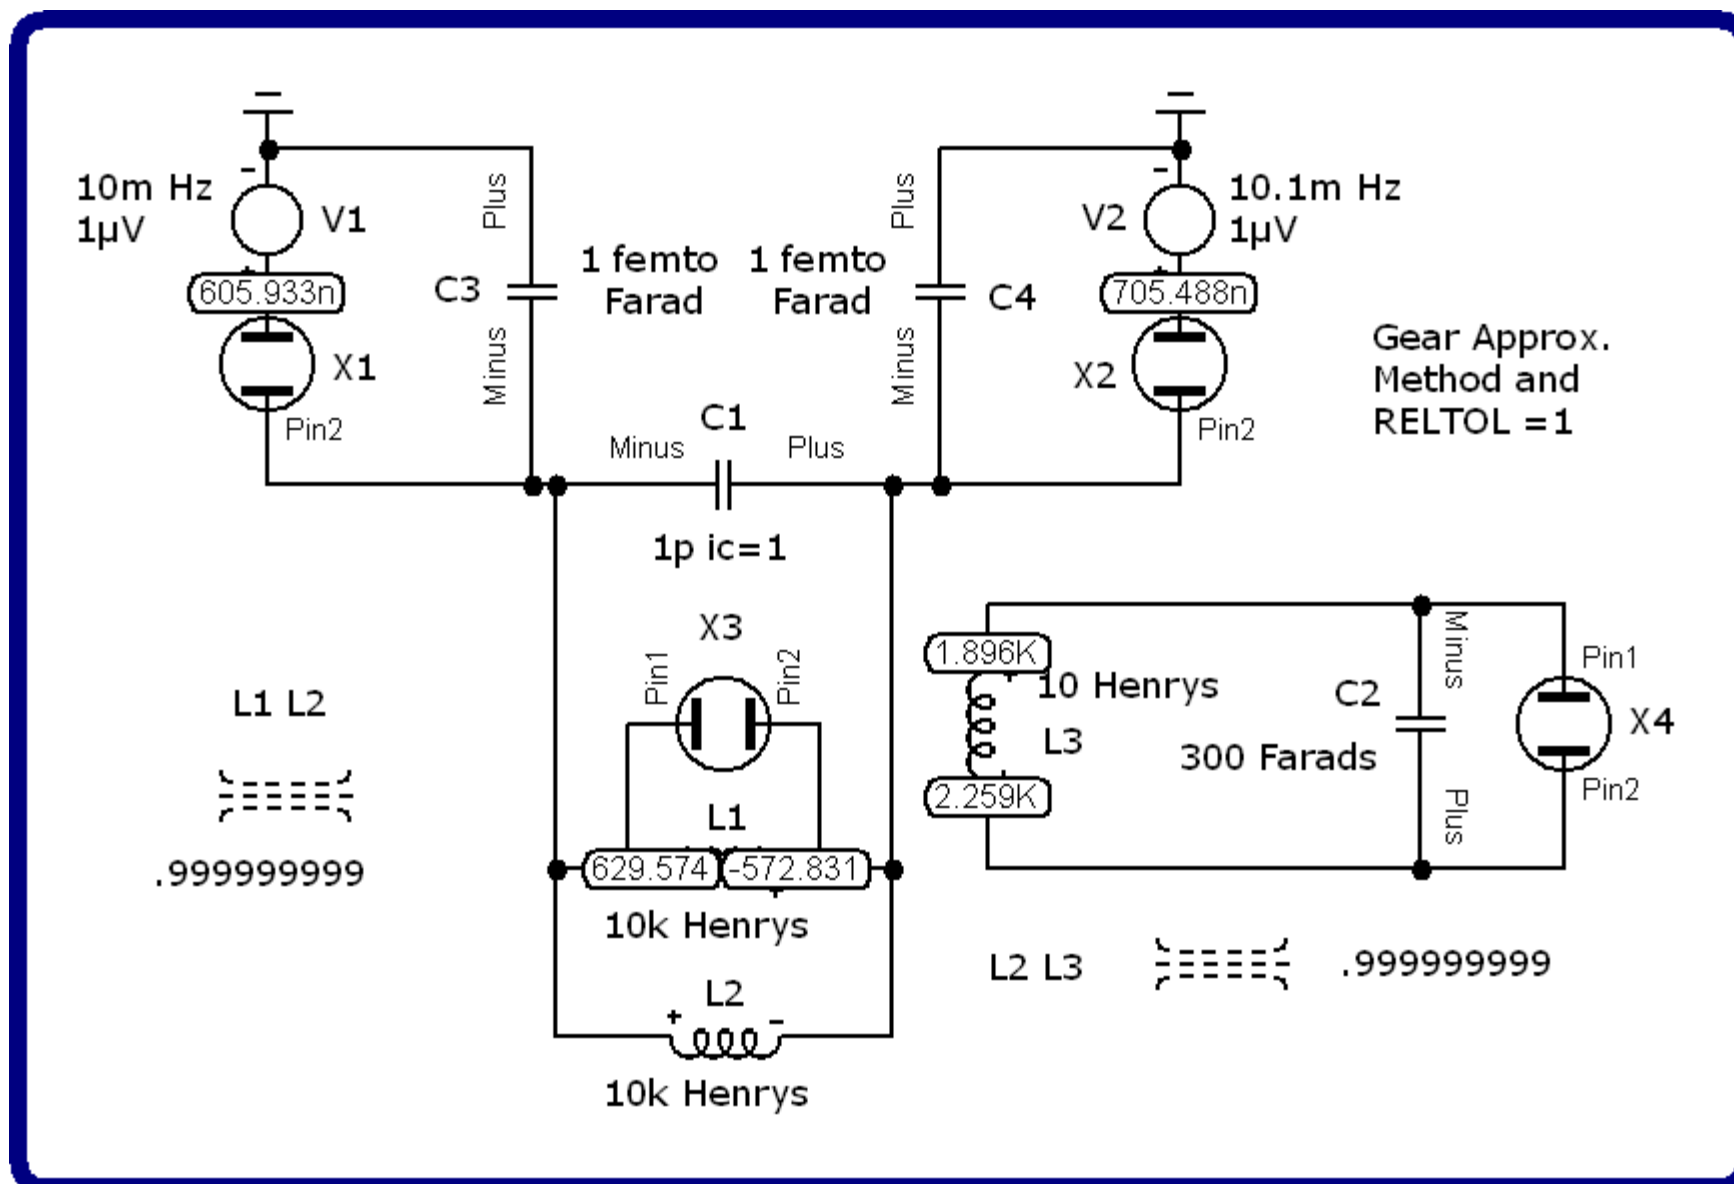 10m Hz
1µV
V1
605.933n
X1
Pin2
Plus
C3
Minus
1 femto
Farad
1 femto
Farad
Plus
C4
Minus
V2
10.1m Hz
1µV
705.488n
X2
Pin2
Gear Approx.
Method and
RELTOL =1
C1
Minus
Plus
1p ic=1
X3
Pin1
Pin2
L1
629.574
-572.831
10k Henrys
L2
+
-
10k Henrys
L1 L2
.999999999
1.896K
10 Henrys
L3
2.259K
C2
300 Farads
Minus
Plus
Pin1
X4
Pin2
L2 L3
.999999999